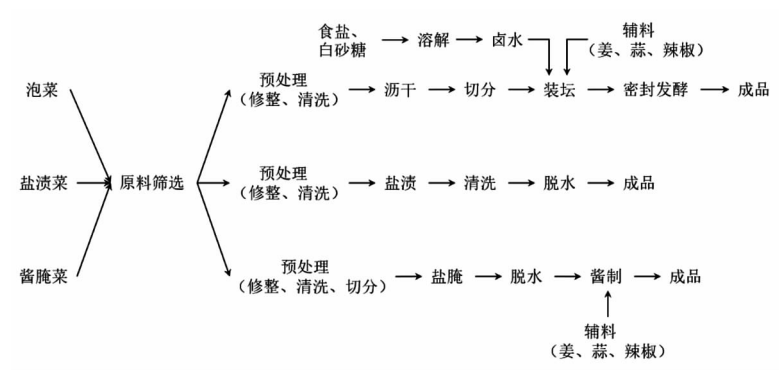 食盐、
白砂糖
溶解
卤水
辅料
(姜、蒜、辣椒)
泡菜
预处理
(修整、清洗)
沥干
切分
装坛
密封发酵
成品
盐渍菜
原料筛选
预处理
(修整、清洗)
盐渍
清洗
脱水
成品
酱腌菜
预处理
(修整、清洗、切分)
盐腌
脱水
酱制
成品
辅料
(姜、蒜、辣椒)